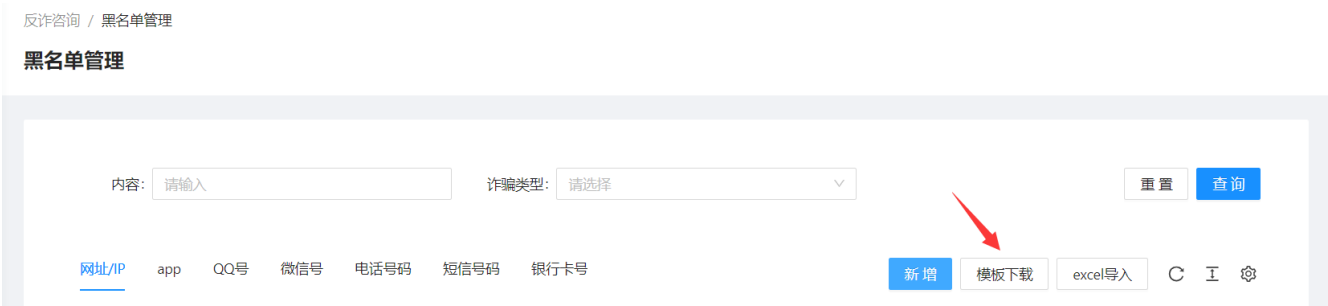 反诈咨询 / 黑名单管理
黑名单管理
内容: 请输入 诈骗类型: 请选择 重置 查询
网址/IP app QQ号 微信号 电话号码 短信号码 银行卡号 新增 模板下载 excel导入